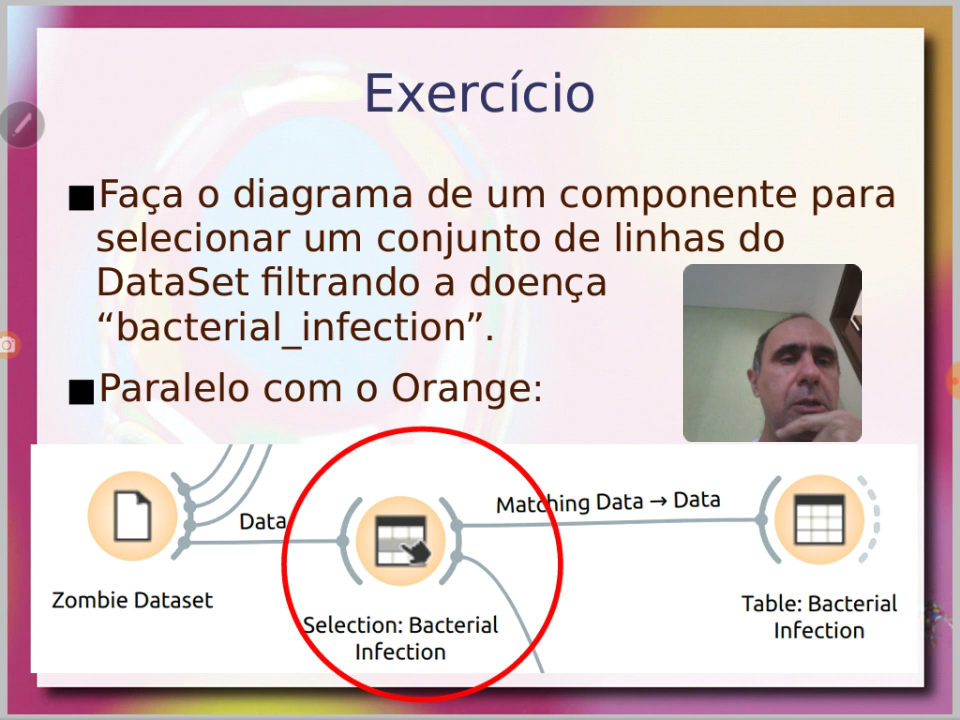 Exercício
■Faça o diagrama de um componente para
selecionar um conjunto de linhas do
DataSet filtrando a doença
“bacterial_infection”.
■Paralelo com o Orange:
Data
Matching Data → Data
Zombie Dataset
Selection: Bacterial
Infection
Table: Bacterial
Infection